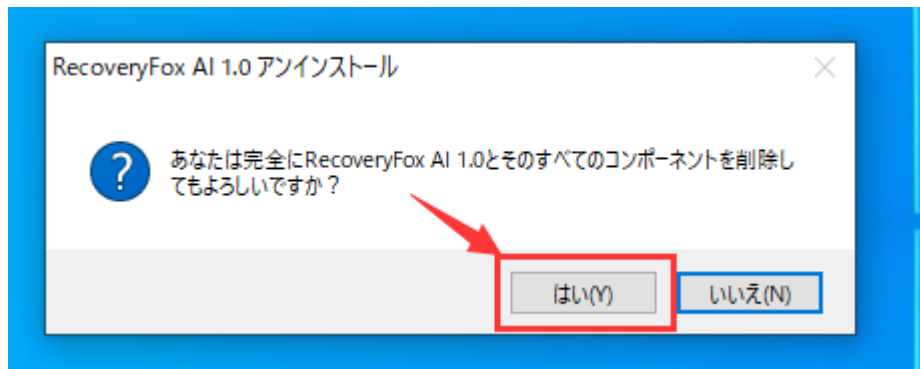 RecoveryFox AI 1.0 アンインストール
あなたは完全にRecoveryFox AI 1.0とそのすべてのコンポーネントを削除し
てもよろしいですか？
はい(Y)
いいえ(N)